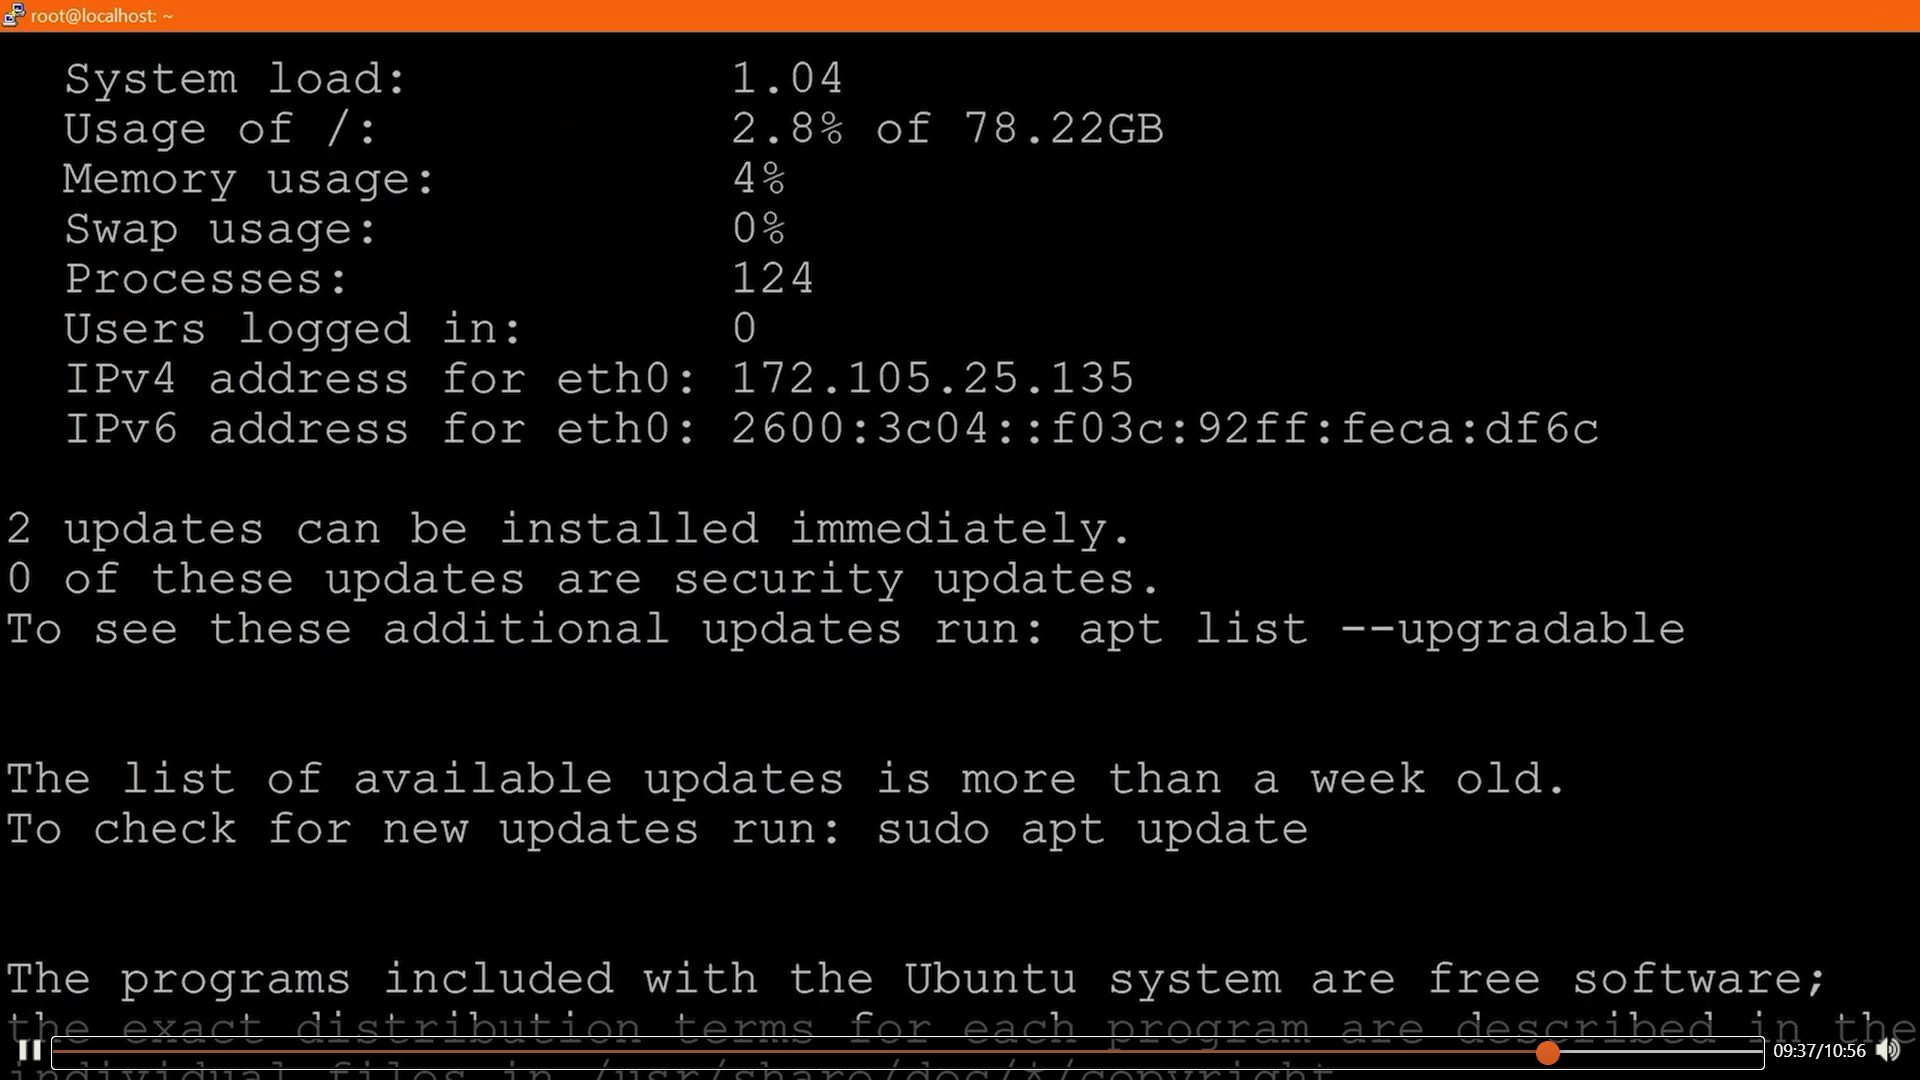 root@localhost: ~
System load: 1.04
Usage of /: 2.8% of 78.22GB
Memory usage: 4%
Swap usage: 0%
Processes: 124
Users logged in: 0
IPv4 address for eth0: 172.105.25.135
IPv6 address for eth0: 2600:3c04::f03c:92ff:feca:df6c
2 updates can be installed immediately.
0 of these updates are security updates.
To see these additional updates run: apt list --upgradable
The list of available updates is more than a week old.
To check for new updates run: sudo apt update
The programs included with the Ubuntu system are free software;
the exact distribution terms for each program are described in the
individual files in /usr/share/doc/*/copyright.
09:37/10:56